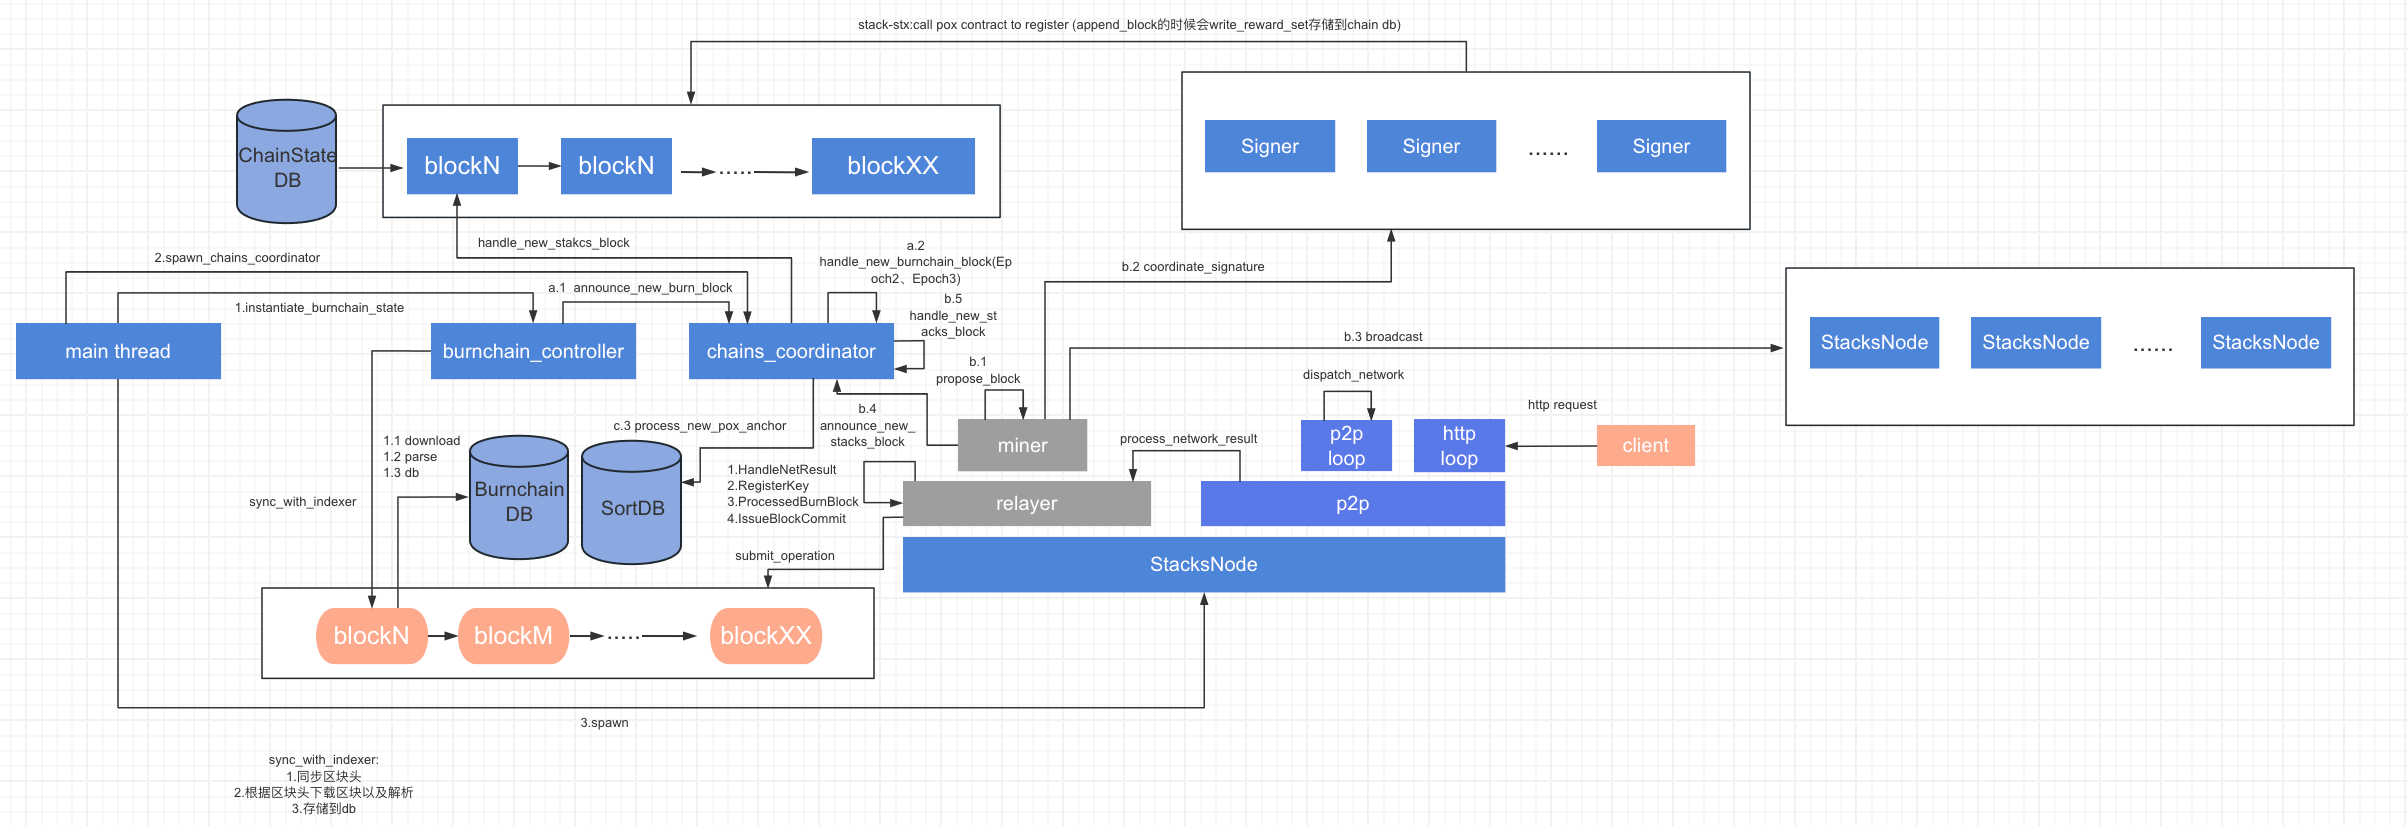 stack-stx:call pox contract to register (append_block的时候会write_reward_set存储到chain db)
ChainState
DB
blockN
blockN
.....
blockXX
Signer
Signer
......
Signer
handle_new_stakcs_block
2.spawn_chains_coordinator
a.2
handle_new_burnchain_block(Ep
och2、Epoch3)
b.2 coordinate_signature
a.1  announce_new_burn_block
1.instantiate_burnchain_state
b.5
handle_new_st
acks_block
main thread
burnchain_controller
chains_coordinator
b.3 broadcast
StacksNode
StacksNode
......
StacksNode
b.1
propose_block
dispatch_network
http request
b.4
announce_new_
stacks_block
c.3 process_new_pox_anchor
miner
process_network_result
p2p
loop
http
loop
client
1.1 download
1.2 parse
1.3 db
sync_with_indexer
Burnchain
DB
SortDB
1.HandleNetResult
2.RegisterKey
3.ProcessedBurnBlock
4.IssueBlockCommit
relayer
p2p
submit_operation
StacksNode
blockN
blockM
.....
blockXX
3.spawn
sync_with_indexer:
1.同步区块头
2.根据区块头下载区块以及解析
3.存储到db